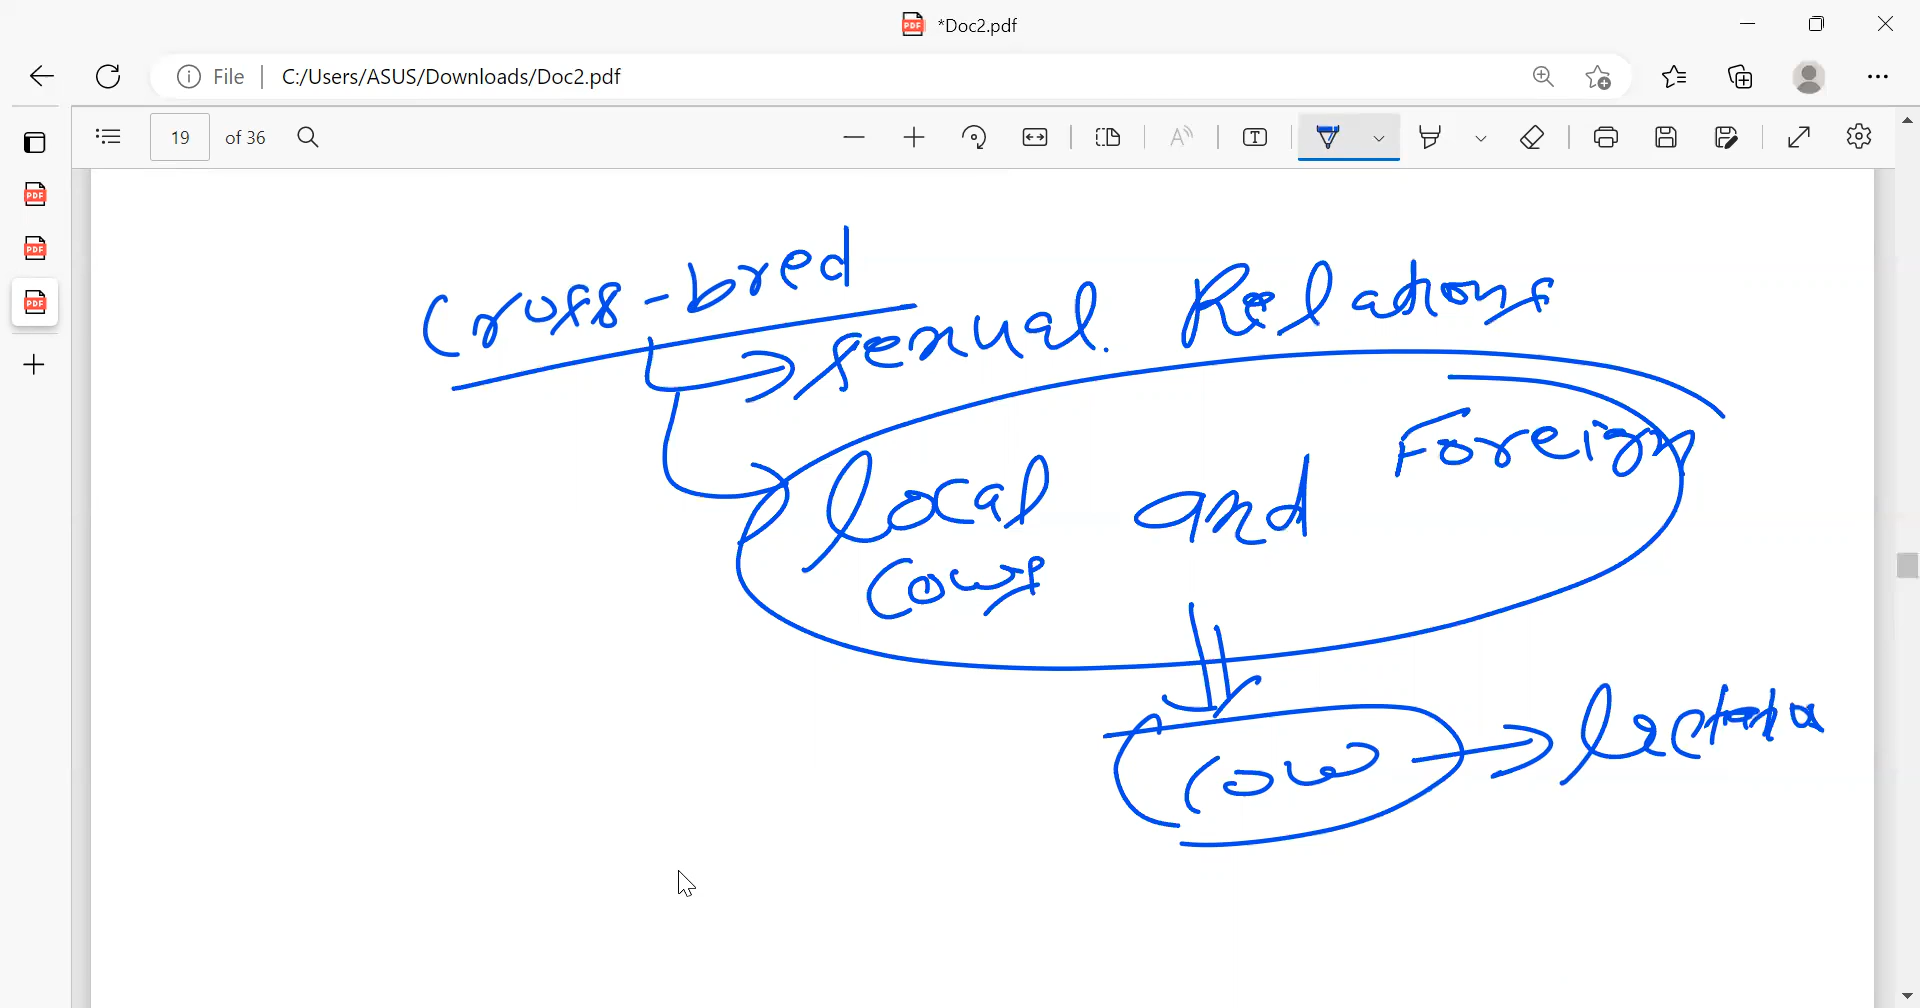 *Doc2.pdf
File C:/Users/ASUS/Downloads/Doc2.pdf
19 of 36
Cross-bred
sexual Relations
local and Foreign
Cows
Cow